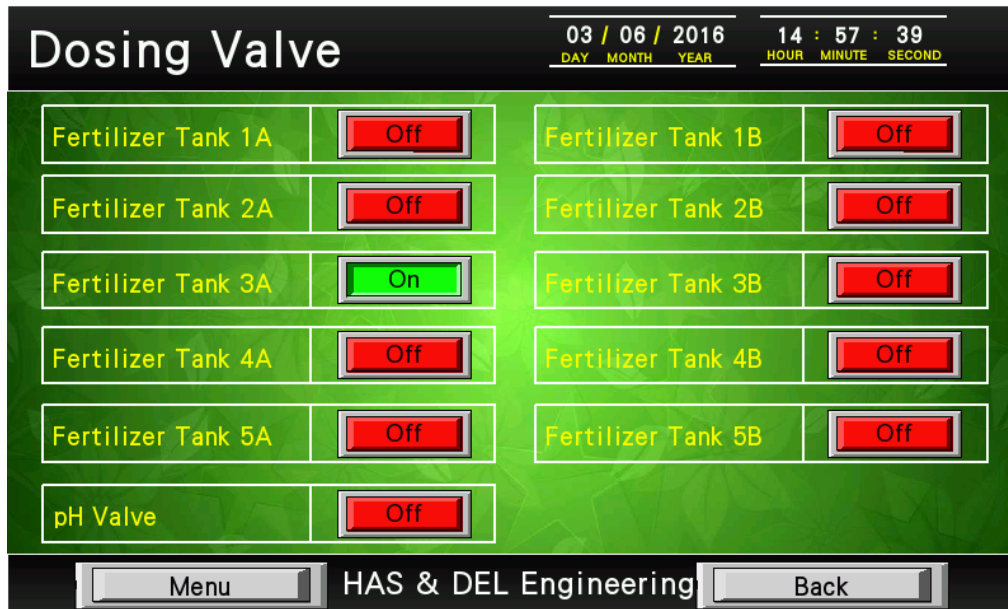 Dosing Valve
03 / 06 / 2016
DAY MONTH YEAR
14 : 57 : 39
HOUR MINUTE SECOND
Fertilizer Tank 1A Off
Fertilizer Tank 1B Off
Fertilizer Tank 2A Off
Fertilizer Tank 2B Off
Fertilizer Tank 3A On
Fertilizer Tank 3B Off
Fertilizer Tank 4A Off
Fertilizer Tank 4B Off
Fertilizer Tank 5A Off
Fertilizer Tank 5B Off
pH Valve Off
Menu
HAS & DEL Engineering
Back